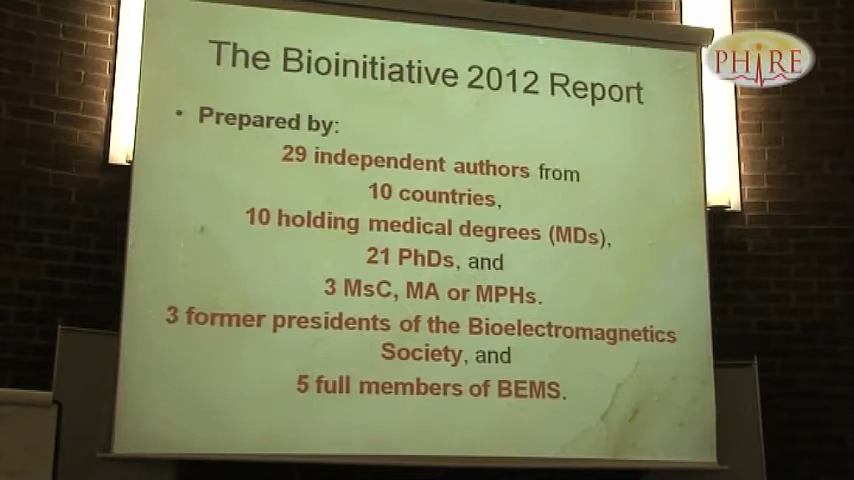 The Bioinitiative 2012 Report
PHIRE
• Prepared by:
29 independent authors from
10 countries,
10 holding medical degrees (MDs),
21 PhDs, and
3 MsC, MA or MPHs.
3 former presidents of the Bioelectromagnetics
Society, and
5 full members of BEMS.